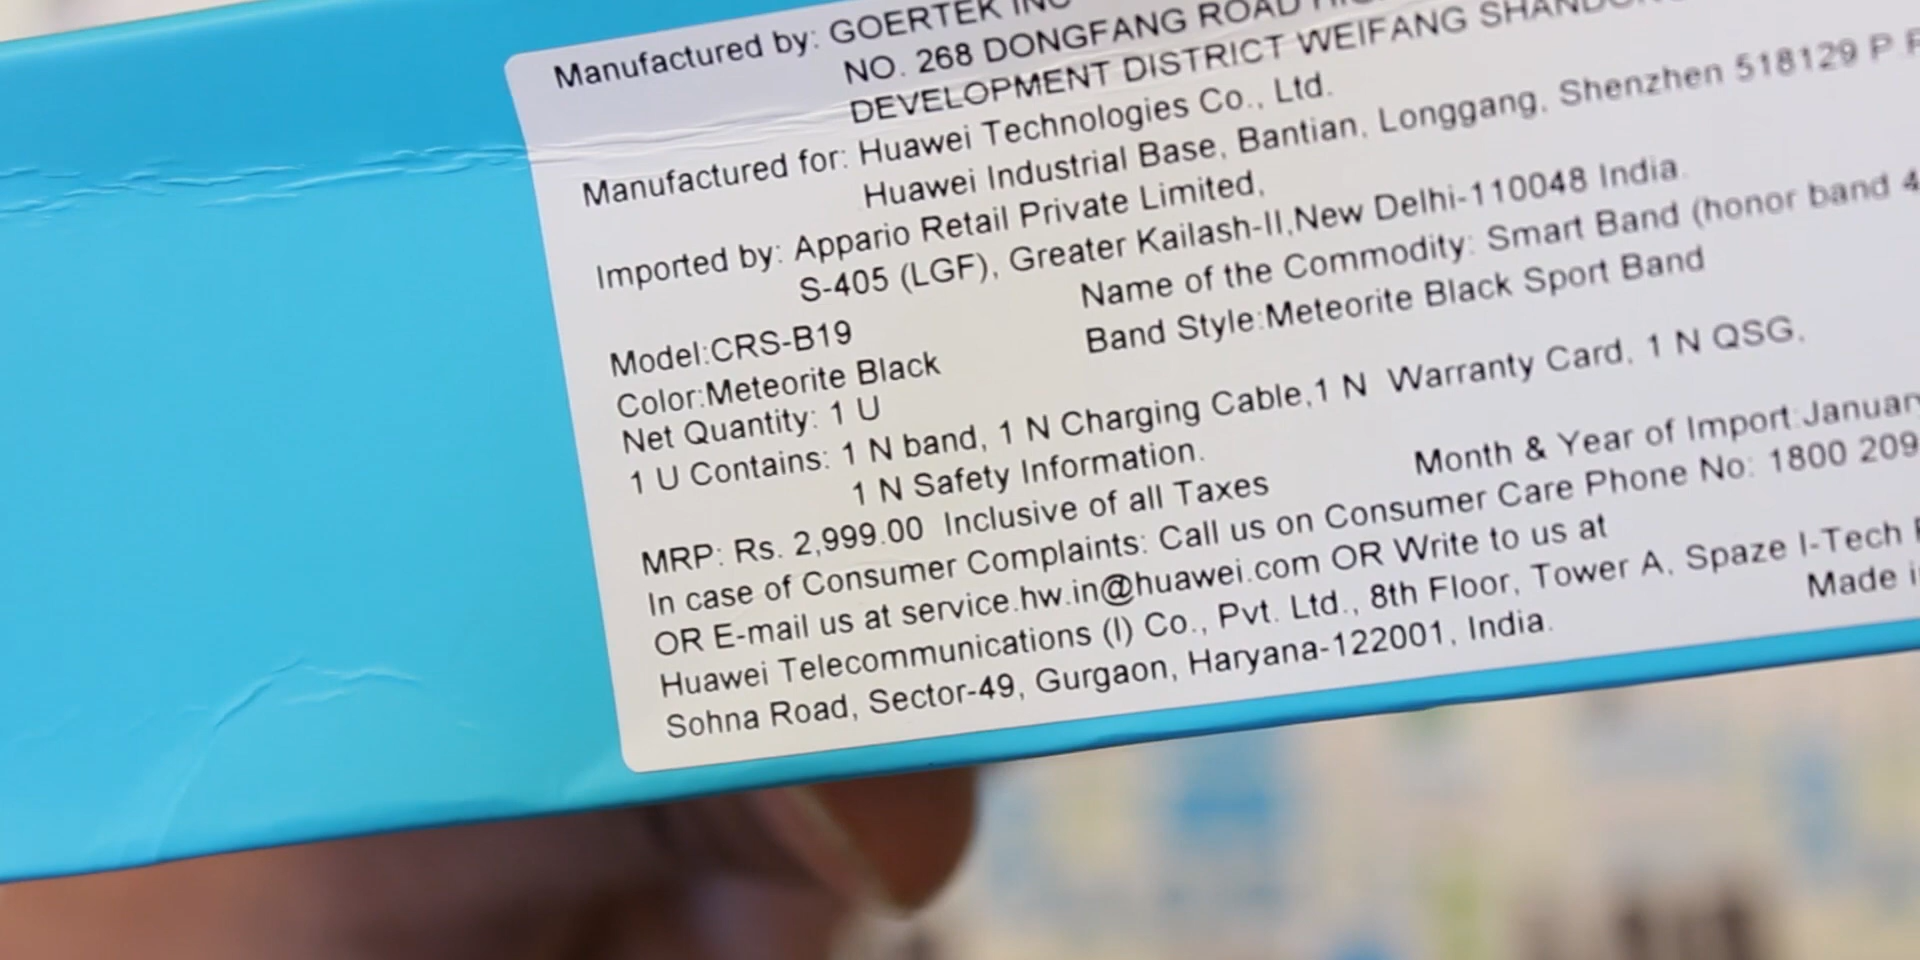 Manufactured by: GOERTEK INC
NO. 268 DONGFANG ROAD
DEVELOPMENT DISTRICT WEIFANG
Manufactured for: Huawei Technologies Co., Ltd.
Huawei Industrial Base, Bantian, Longgang, Shenzhen 518129 P
Imported by: Appario Retail Private Limited,
S-405 (LGF), Greater Kailash-II,New Delhi-110048 India
Name of the Commodity: Smart Band (honor band 4
Model:CRS-B19
Band Style:Meteorite Black Sport Band
Color:Meteorite Black
Net Quantity: 1 U
1 U Contains: 1 N band, 1 N Charging Cable,1 N Warranty Card, 1 N QSG,
1 N Safety Information.
MRP: Rs. 2,999.00 Inclusive of all Taxes
Month & Year of Import:
In case of Consumer Complaints: Call us on Consumer Care Phone No: 1800 209
OR E-mail us at service.hw.in@huawei.com OR Write to us at
Huawei Telecommunications (I) Co., Pvt. Ltd., 8th Floor, Tower A, Spaze I-Tech
Sohna Road, Sector-49, Gurgaon, Haryana-122001, India.
Made